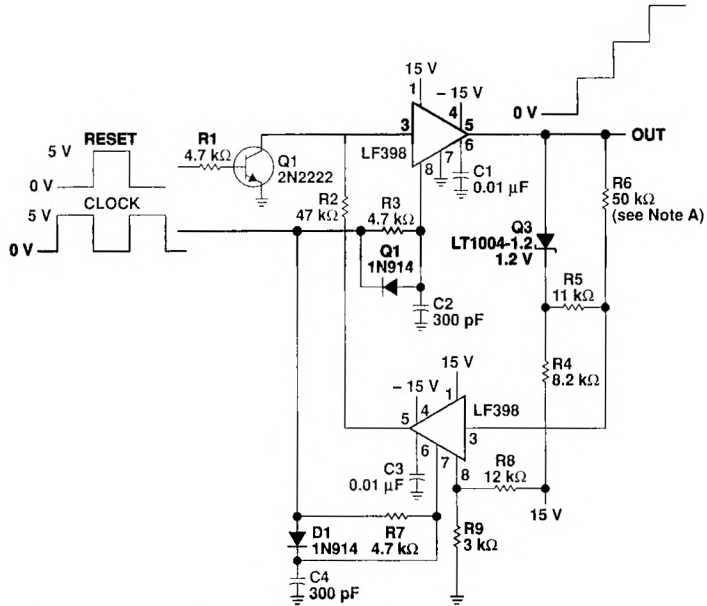 0 V
15 V
– 15 V
1
4
5
RESET
5 V
0 V
R1
4.7 kΩ
3
LF398
6
7
8
OUT
Q1
2N2222
C1
0.01 µF
R6
50 kΩ
(see Note A)
CLOCK
5 V
0 V
R2
47 kΩ
R3
4.7 kΩ
Q1
1N914
Q3
LT1004-1.2
1.2 V
R5
11 kΩ
C2
300 pF
15 V
R4
8.2 kΩ
– 15 V
1
LF398
5
4
3
6
7
8
C3
0.01 µF
R8
12 kΩ
15 V
D1
1N914
R7
4.7 kΩ
R9
3 kΩ
C4
300 pF